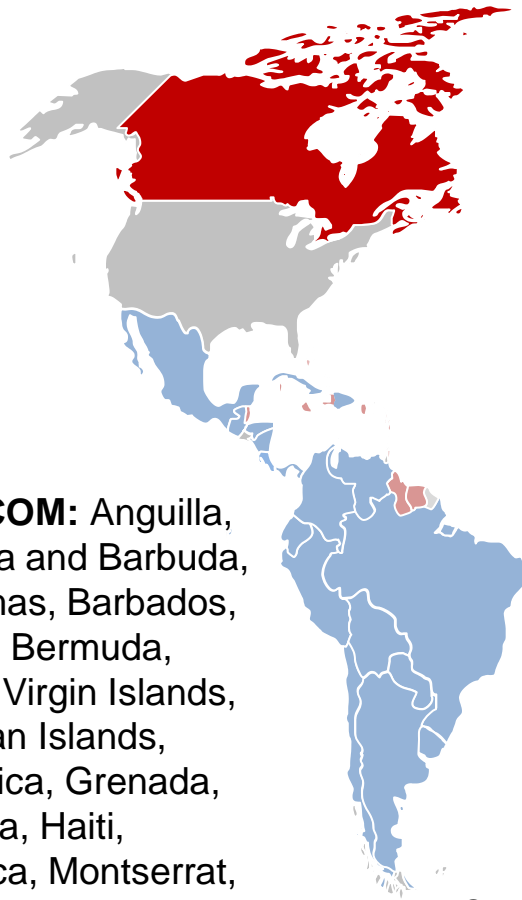 COM: Anguilla,
a and Barbuda,
nas, Barbados,
Bermuda,
Virgin Islands,
an Islands,
ica, Grenada,
a, Haiti,
ca, Montserrat,